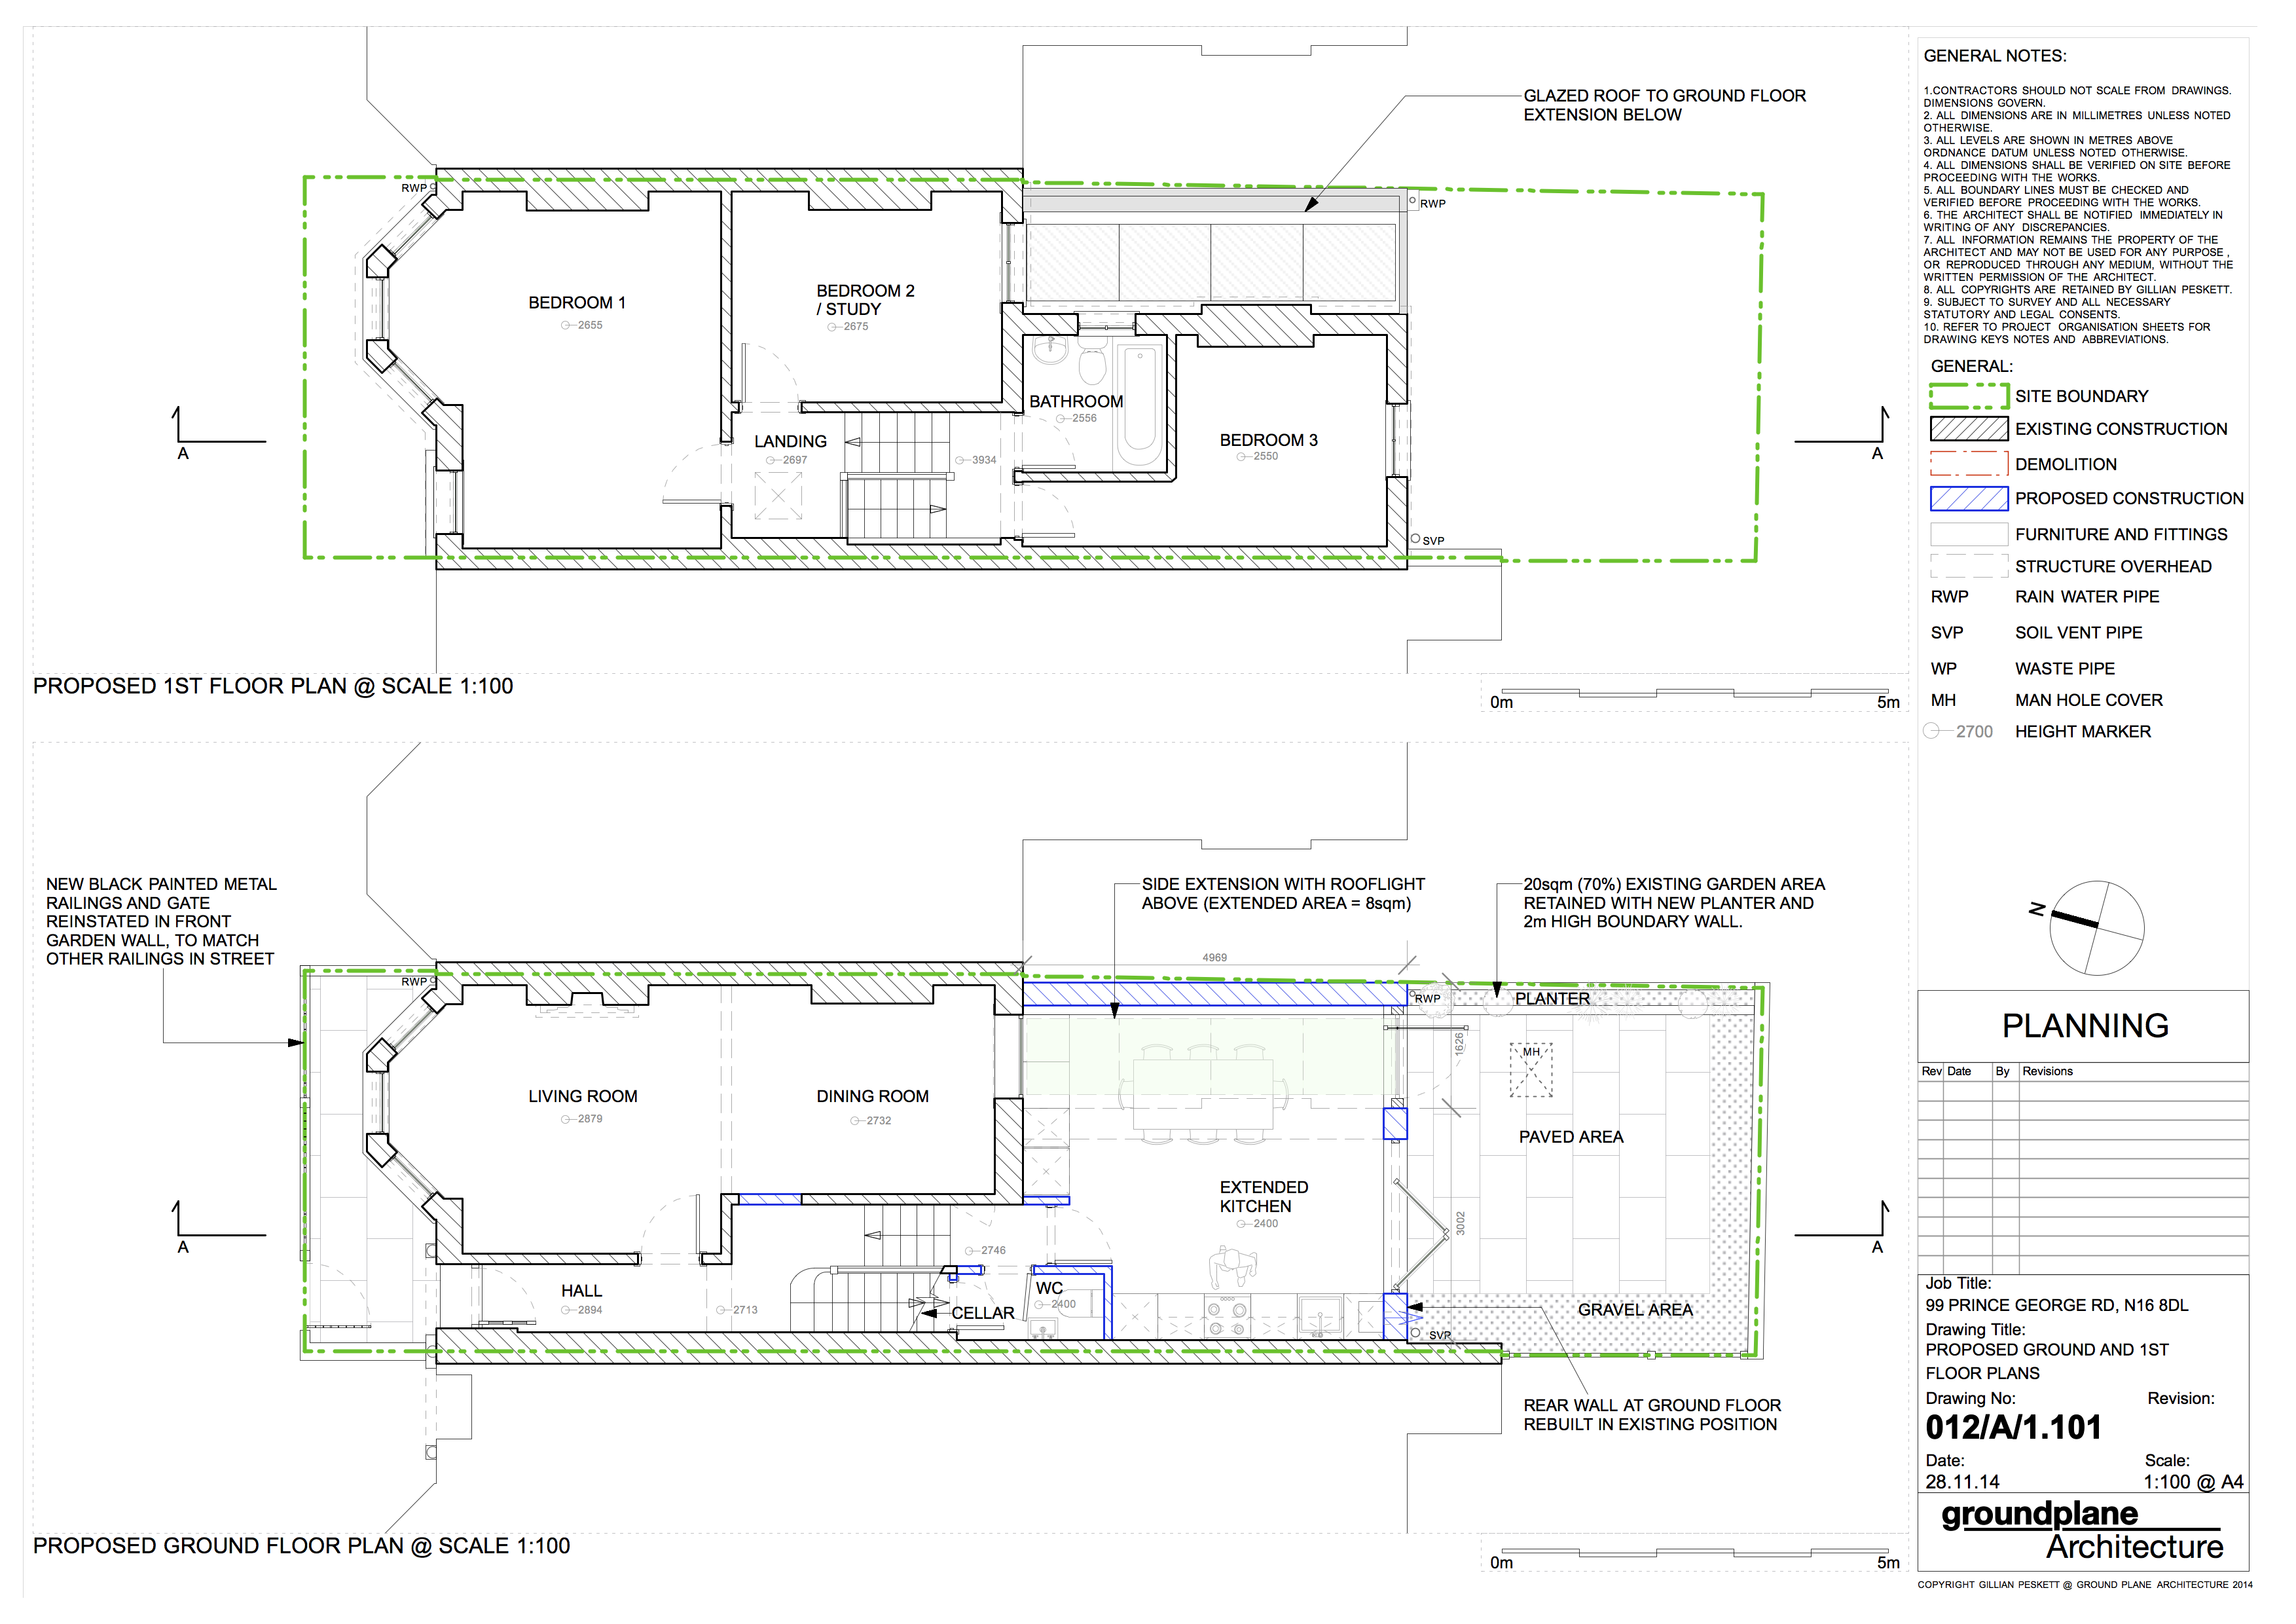 GLAZED ROOF TO GROUND FLOOR
EXTENSION BELOW
RWP
RWP
BEDROOM 1
2655
BEDROOM 2
/ STUDY
2675
BATHROOM
2556
LANDING
2697
3934
BEDROOM 3
2550
A
A
SVP
PROPOSED 1ST FLOOR PLAN @ SCALE 1:100
0m
5m
NEW BLACK PAINTED METAL
RAILINGS AND GATE
REINSTATED IN FRONT
GARDEN WALL, TO MATCH
OTHER RAILINGS IN STREET
SIDE EXTENSION WITH ROOFLIGHT
ABOVE (EXTENDED AREA = 8sqm)
20sqm (70%) EXISTING GARDEN AREA
RETAINED WITH NEW PLANTER AND
2m HIGH BOUNDARY WALL.
4969
RWP
RWP
PLANTER
1626
MH
LIVING ROOM
2879
DINING ROOM
2732
PAVED AREA
EXTENDED
KITCHEN
2400
3002
A
A
2746
HALL
2894
2713
CELLAR
WC
2400
GRAVEL AREA
SVP
REAR WALL AT GROUND FLOOR
REBUILT IN EXISTING POSITION
PROPOSED GROUND FLOOR PLAN @ SCALE 1:100
0m
5m
GENERAL NOTES:
1.CONTRACTORS SHOULD NOT SCALE FROM DRAWINGS.
DIMENSIONS GOVERN.
2. ALL DIMENSIONS ARE IN MILLIMETRES UNLESS NOTED
OTHERWISE.
3. ALL LEVELS ARE SHOWN IN METRES ABOVE
ORDNANCE DATUM UNLESS NOTED OTHERWISE.
4. ALL DIMENSIONS SHALL BE VERIFIED ON SITE BEFORE
PROCEEDING WITH THE WORKS.
5. ALL BOUNDARY LINES MUST BE CHECKED AND
VERIFIED BEFORE PROCEEDING WITH THE WORKS.
6. THE ARCHITECT SHALL BE NOTIFIED IMMEDIATELY IN
WRITING OF ANY DISCREPANCIES.
7. ALL INFORMATION REMAINS THE PROPERTY OF THE
ARCHITECT AND MAY NOT BE USED FOR ANY PURPOSE ,
OR REPRODUCED THROUGH ANY MEDIUM, WITHOUT THE
WRITTEN PERMISSION OF THE ARCHITECT.
8. ALL COPYRIGHTS ARE RETAINED BY GILLIAN PESKETT.
9. SUBJECT TO SURVEY AND ALL NECESSARY
STATUTORY AND LEGAL CONSENTS.
10. REFER TO PROJECT ORGANISATION SHEETS FOR
DRAWING KEYS NOTES AND ABBREVIATIONS.
GENERAL:
SITE BOUNDARY
EXISTING CONSTRUCTION
DEMOLITION
PROPOSED CONSTRUCTION
FURNITURE AND FITTINGS
STRUCTURE OVERHEAD
RWP RAIN WATER PIPE
SVP SOIL VENT PIPE
WP WASTE PIPE
MH MAN HOLE COVER
2700 HEIGHT MARKER
N
PLANNING
Rev Date By Revisions
Job Title:
99 PRINCE GEORGE RD, N16 8DL
Drawing Title:
PROPOSED GROUND AND 1ST
FLOOR PLANS
Drawing No: Revision:
012/A/1.101
Date: Scale:
28.11.14 1:100 @ A4
groundplane
Architecture
COPYRIGHT GILLIAN PESKETT @ GROUND PLANE ARCHITECTURE 2014